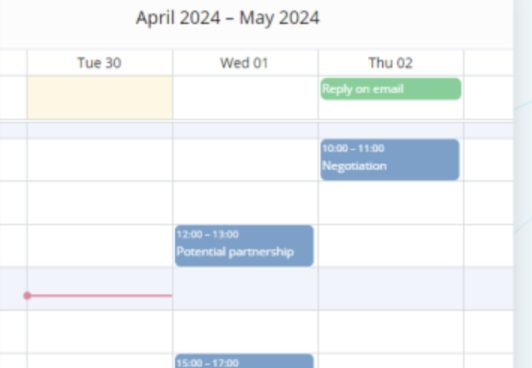 April 2024 – May 2024
Tue 30 Wed 01 Thu 02
Reply on email
10:00 – 11:00
Negotiation
12:00 – 13:00
Potential partnership
15:00 – 17:00